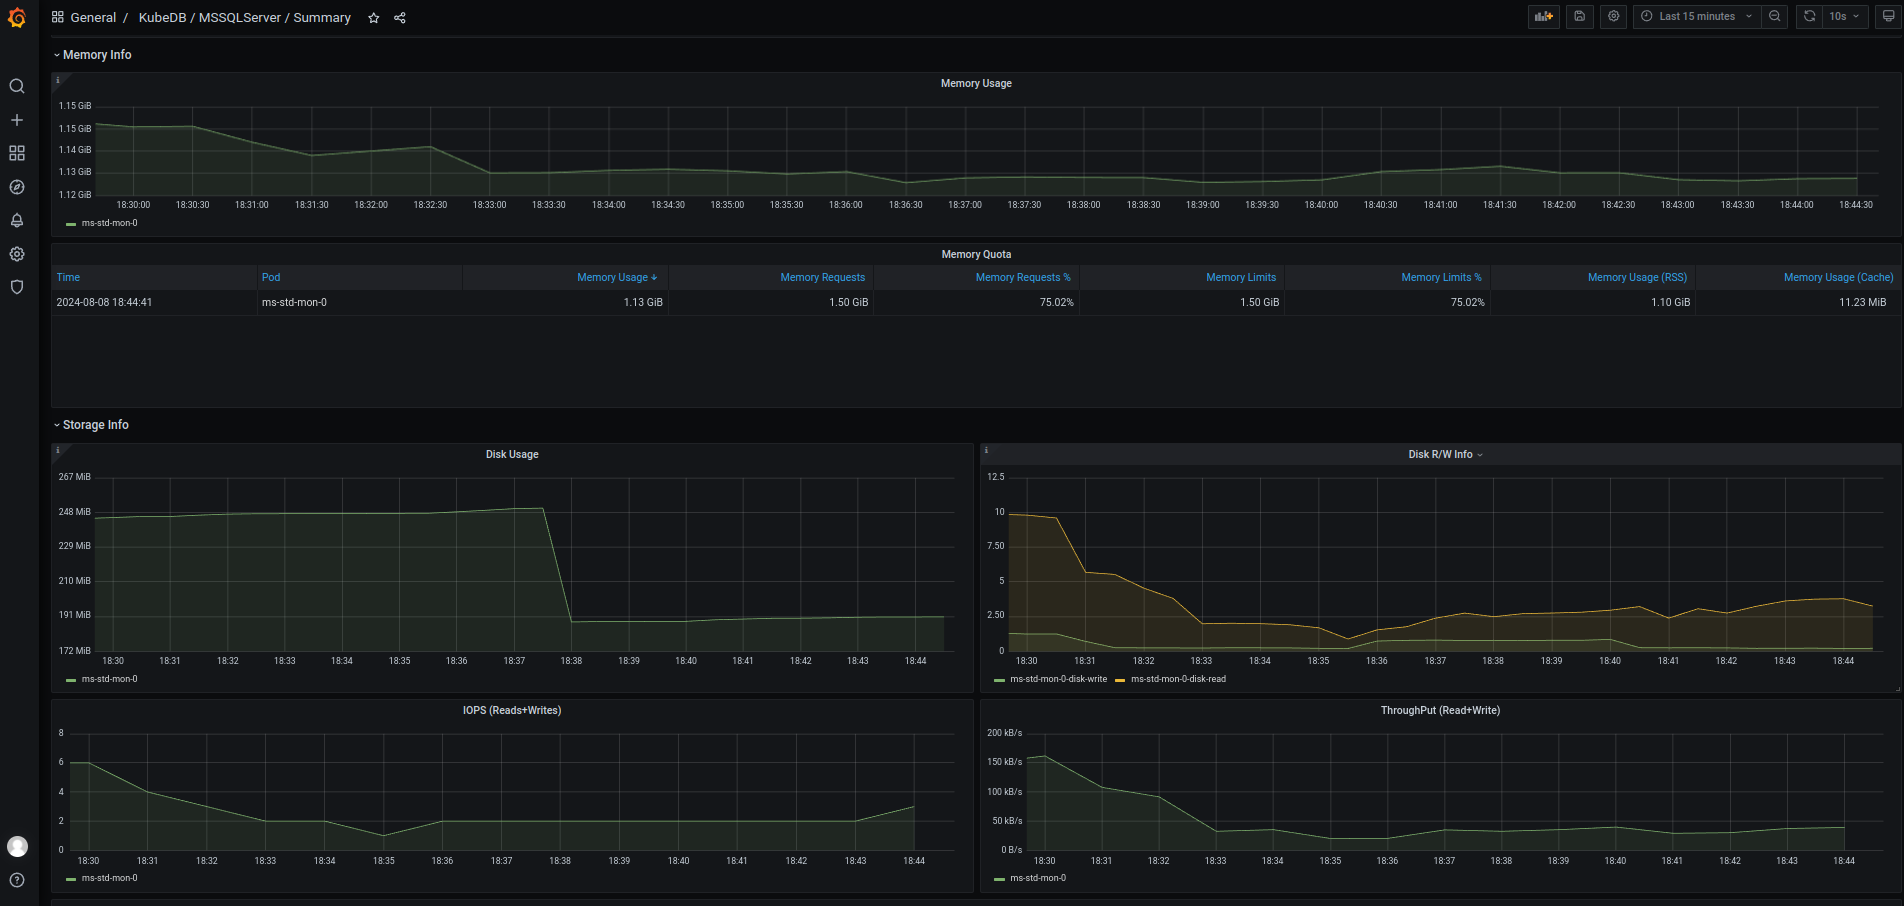 General / KubeDB / MSSQLServer / Summary
Last 15 minutes
10s
Memory Info
Memory Usage
1.15 GiB
1.15 GiB
1.14 GiB
1.13 GiB
1.12 GiB
18:30:00 18:30:30 18:31:00 18:31:30 18:32:00 18:32:30 18:33:00 18:33:30 18:34:00 18:34:30 18:35:00 18:35:30 18:36:00 18:36:30 18:37:00 18:37:30 18:38:00 18:38:30 18:39:00 18:39:30 18:40:00 18:40:30 18:41:00 18:41:30 18:42:00 18:42:30 18:43:00 18:43:30 18:44:00 18:44:30
ms-std-mon-0
Memory Quota
Time Pod Memory Usage Memory Requests Memory Requests % Memory Limits Memory Limits % Memory Usage (RSS) Memory Usage (Cache)
2024-08-08 18:44:41 ms-std-mon-0 1.13 GiB 1.50 GiB 75.02% 1.50 GiB 75.02% 1.10 GiB 11.23 MiB
Storage Info
Disk Usage
267 MiB
248 MiB
229 MiB
210 MiB
191 MiB
172 MiB
18:30 18:31 18:32 18:33 18:34 18:35 18:36 18:37 18:38 18:39 18:40 18:41 18:42 18:43 18:44
ms-std-mon-0
Disk R/W Info
12.5
10
7.50
5
2.50
0
18:30 18:31 18:32 18:33 18:34 18:35 18:36 18:37 18:38 18:39 18:40 18:41 18:42 18:43 18:44
ms-std-mon-0-disk-write ms-std-mon-0-disk-read
IOPS (Reads+Writes)
8
6
4
2
0
18:30 18:31 18:32 18:33 18:34 18:35 18:36 18:37 18:38 18:39 18:40 18:41 18:42 18:43 18:44
ms-std-mon-0
ThroughPut (Read+Write)
200 kB/s
150 kB/s
100 kB/s
50 kB/s
0 B/s
18:30 18:31 18:32 18:33 18:34 18:35 18:36 18:37 18:38 18:39 18:40 18:41 18:42 18:43 18:44
ms-std-mon-0